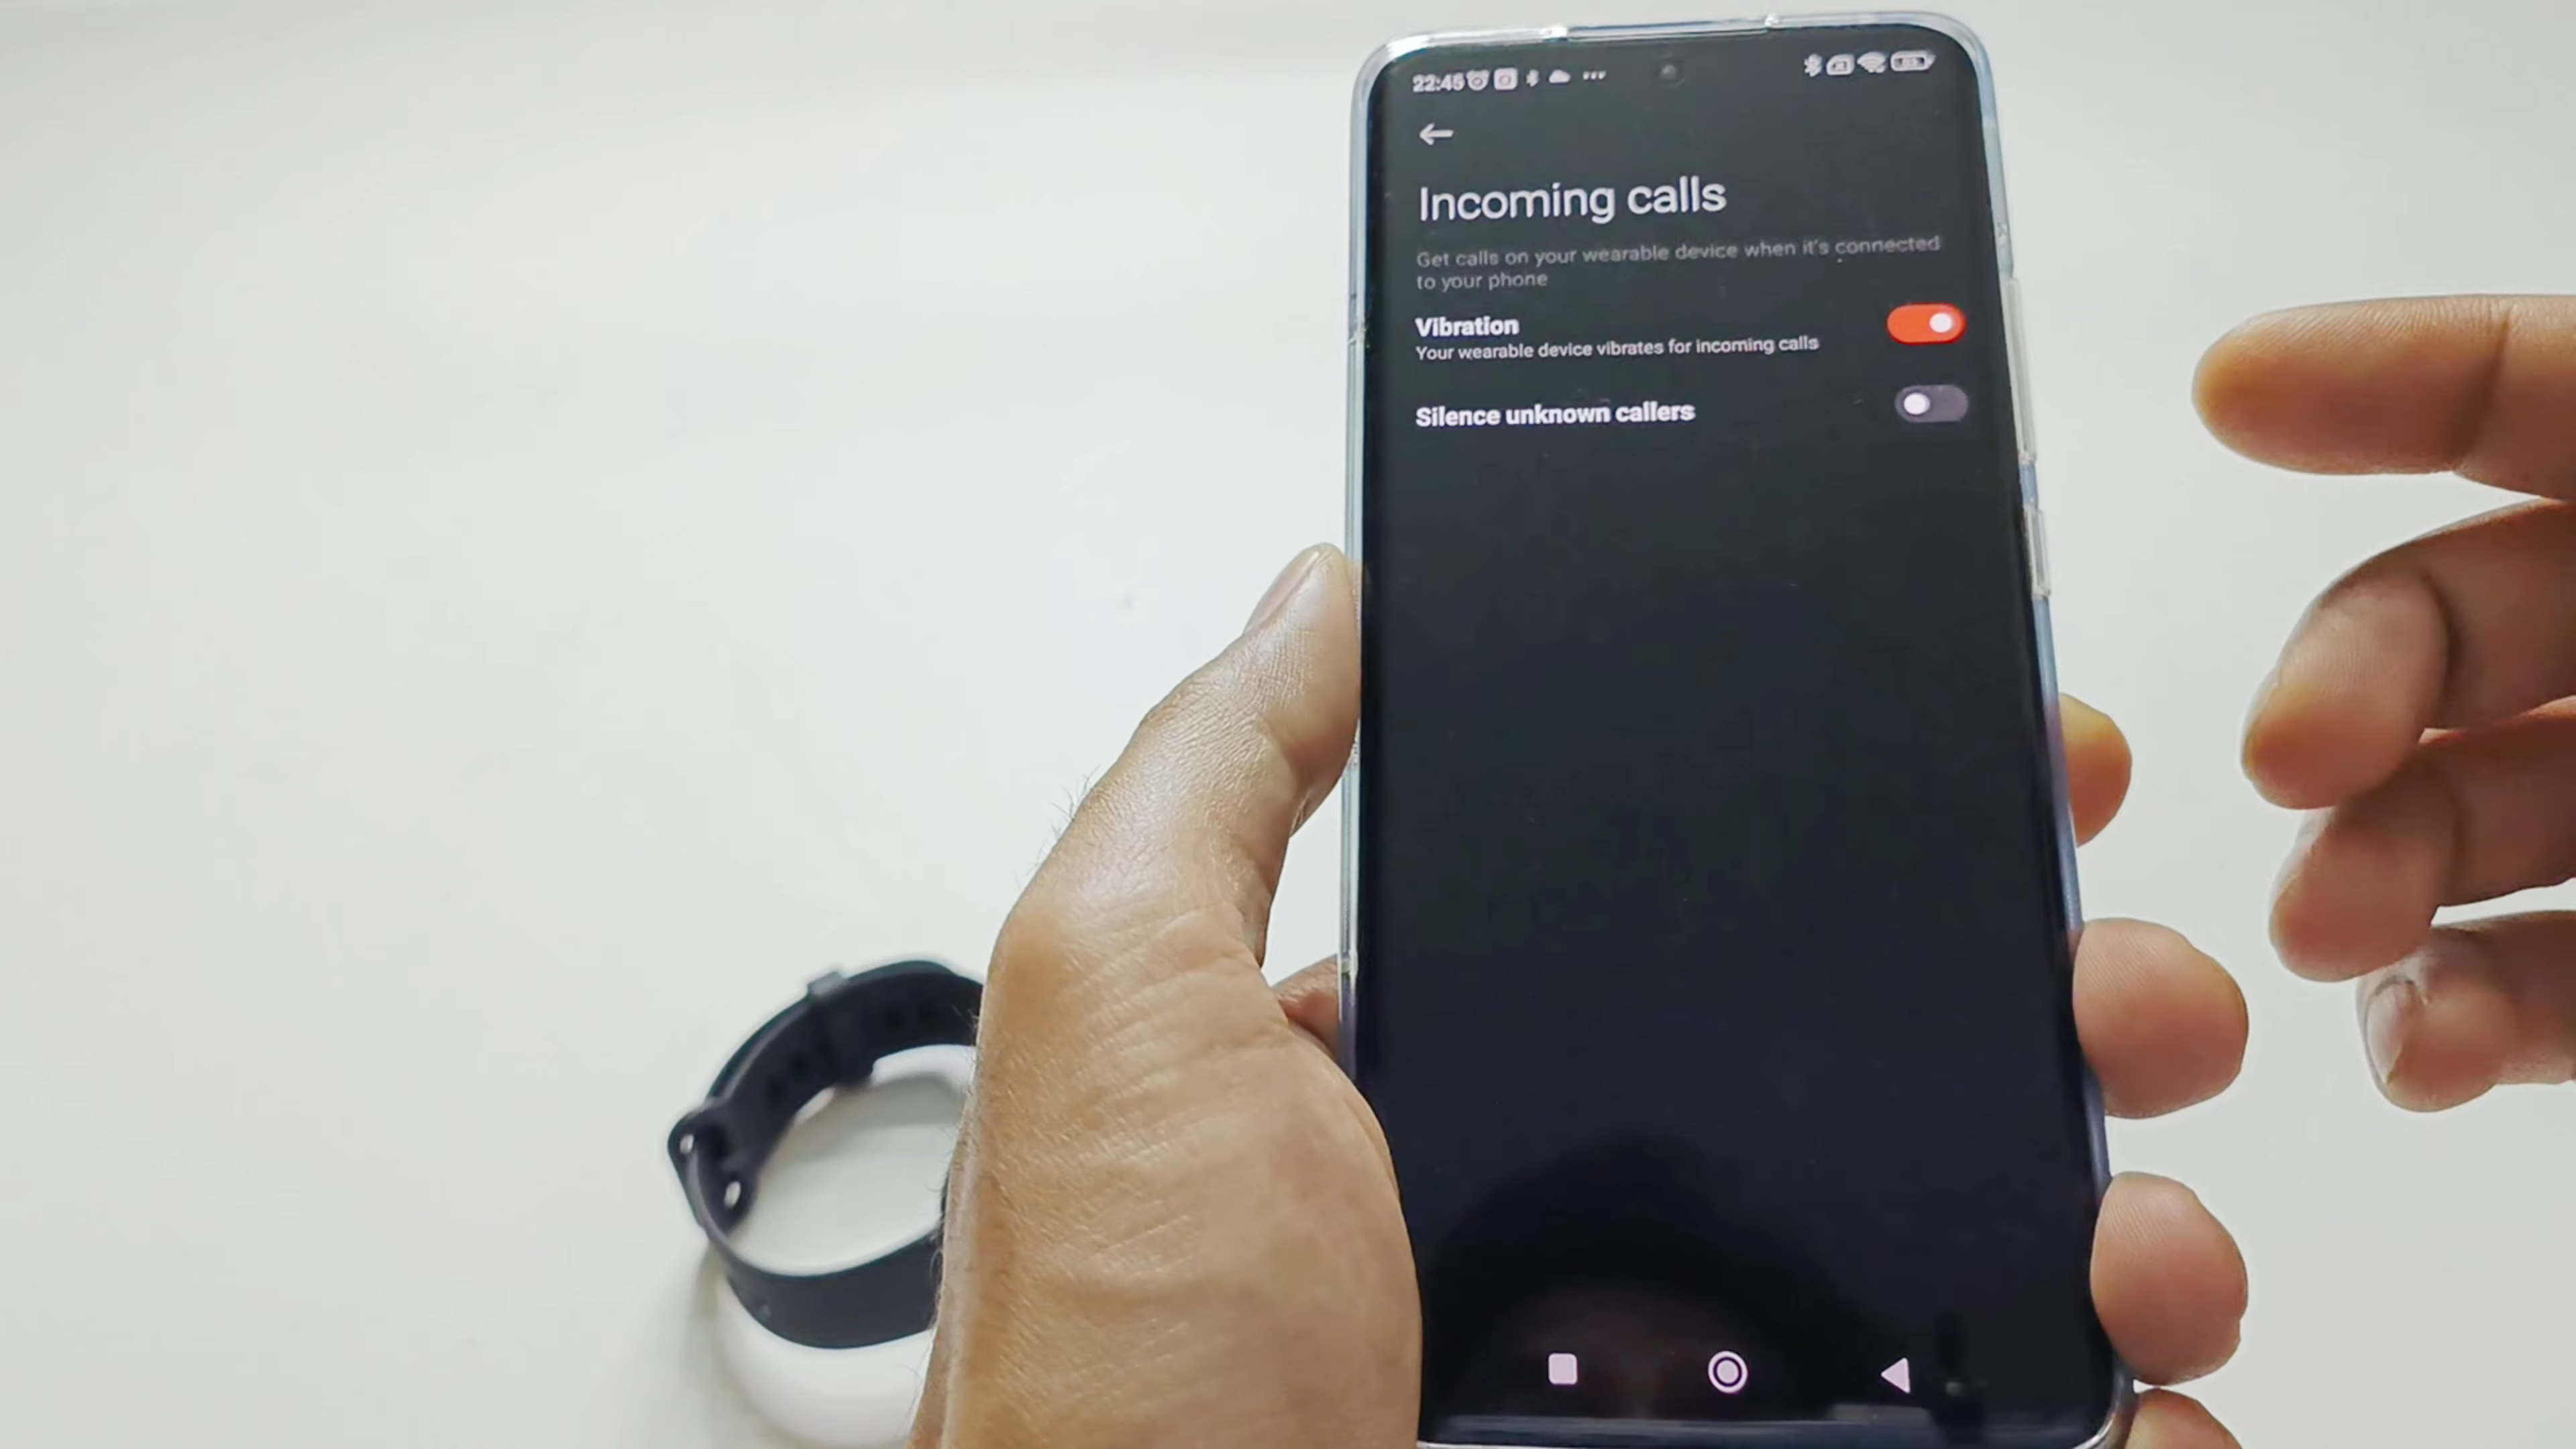 22:45
Incoming calls
Get calls on your wearable device when it's connected
to your phone
Vibration
Your wearable device vibrates for incoming calls
Silence unknown callers